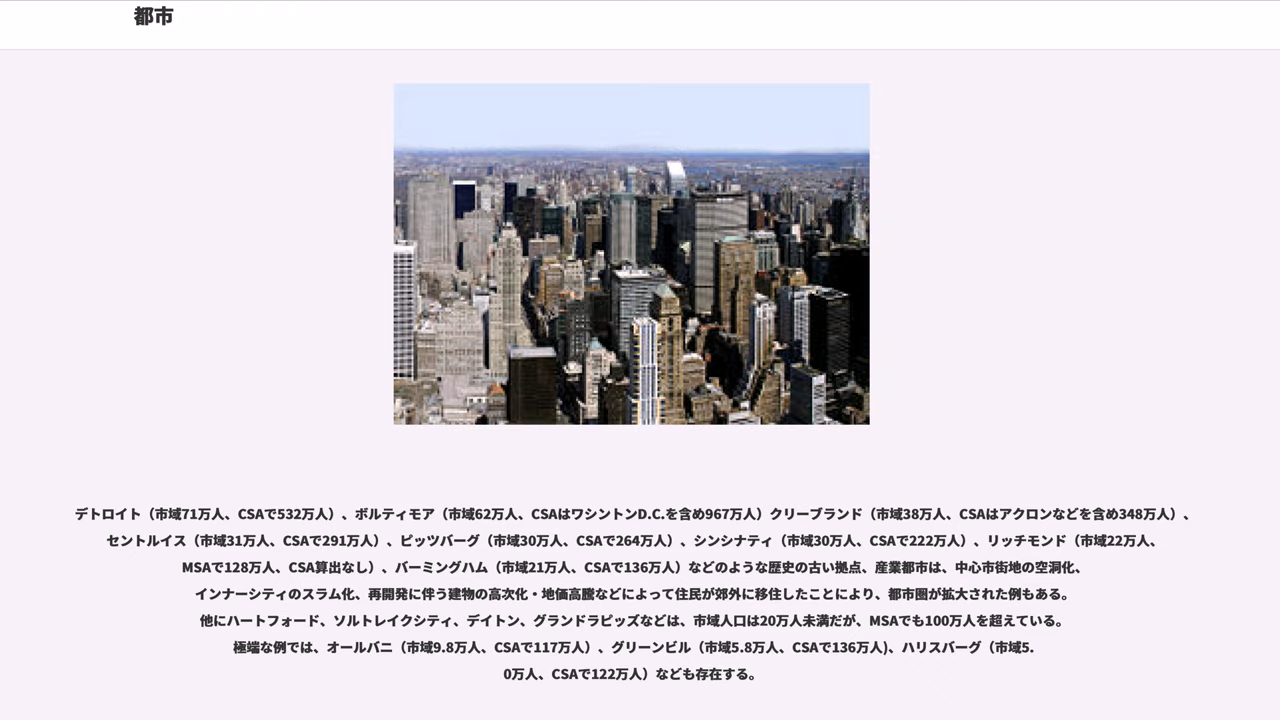 都市
デトロイト（市域71万人、CSAで532万人）、ボルティモア（市域62万人、CSAはワシントンD.C.を含め967万人）クリーブランド（市域38万人、CSAはアクロンなどを含め348万人）、
セントルイス（市域31万人、CSAで291万人）、ピッツバーグ（市域30万人、CSAで264万人）、シンシナティ（市域30万人、CSAで222万人）、リッチモンド（市域22万人、
MSAで128万人、CSA算出なし）、バーミングハム（市域21万人、CSAで136万人）などのような歴史の古い拠点、産業都市は、中心市街地の空洞化、
インナーシティのスラム化、再開発に伴う建物の高次化・地価高騰などによって住民が郊外に移住したことにより、都市圏が拡大された例もある。
他にハートフォード、ソルトレイクシティ、デイトン、グランドラピッズなどは、市域人口は20万人未満だが、MSAでも100万人を超えている。
極端な例では、オールバニ（市域9.8万人、CSAで117万人）、グリーンビル（市域5.8万人、CSAで136万人)、ハリスバーグ（市域5.
0万人、CSAで122万人）なども存在する。